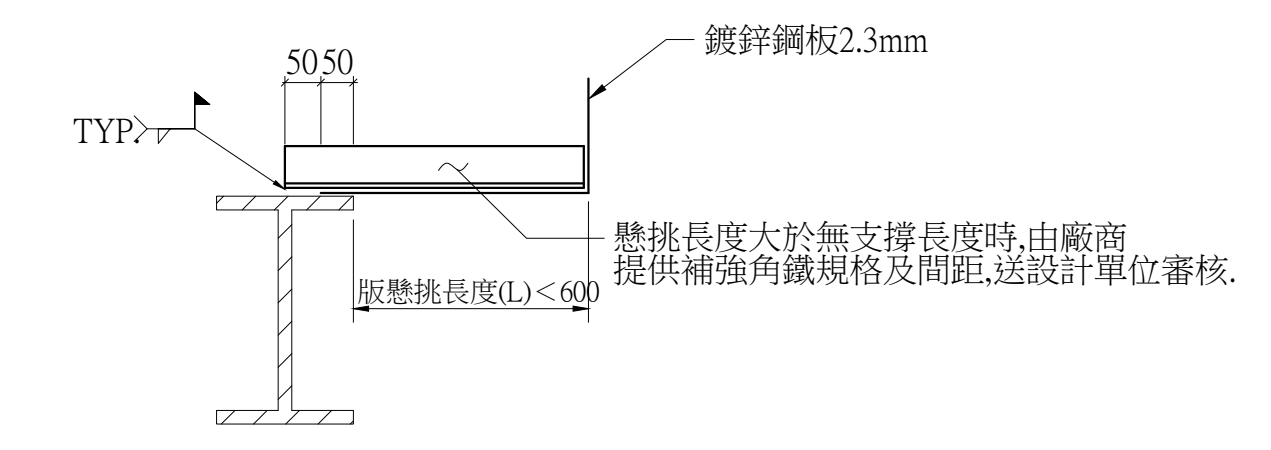 鍍鋅鋼板2.3mm
50 50
TYP.
懸挑長度大於無支撐長度時,由廠商
提供補強角鐵規格及間距,送設計單位審核.
版懸挑長度(L)＜600